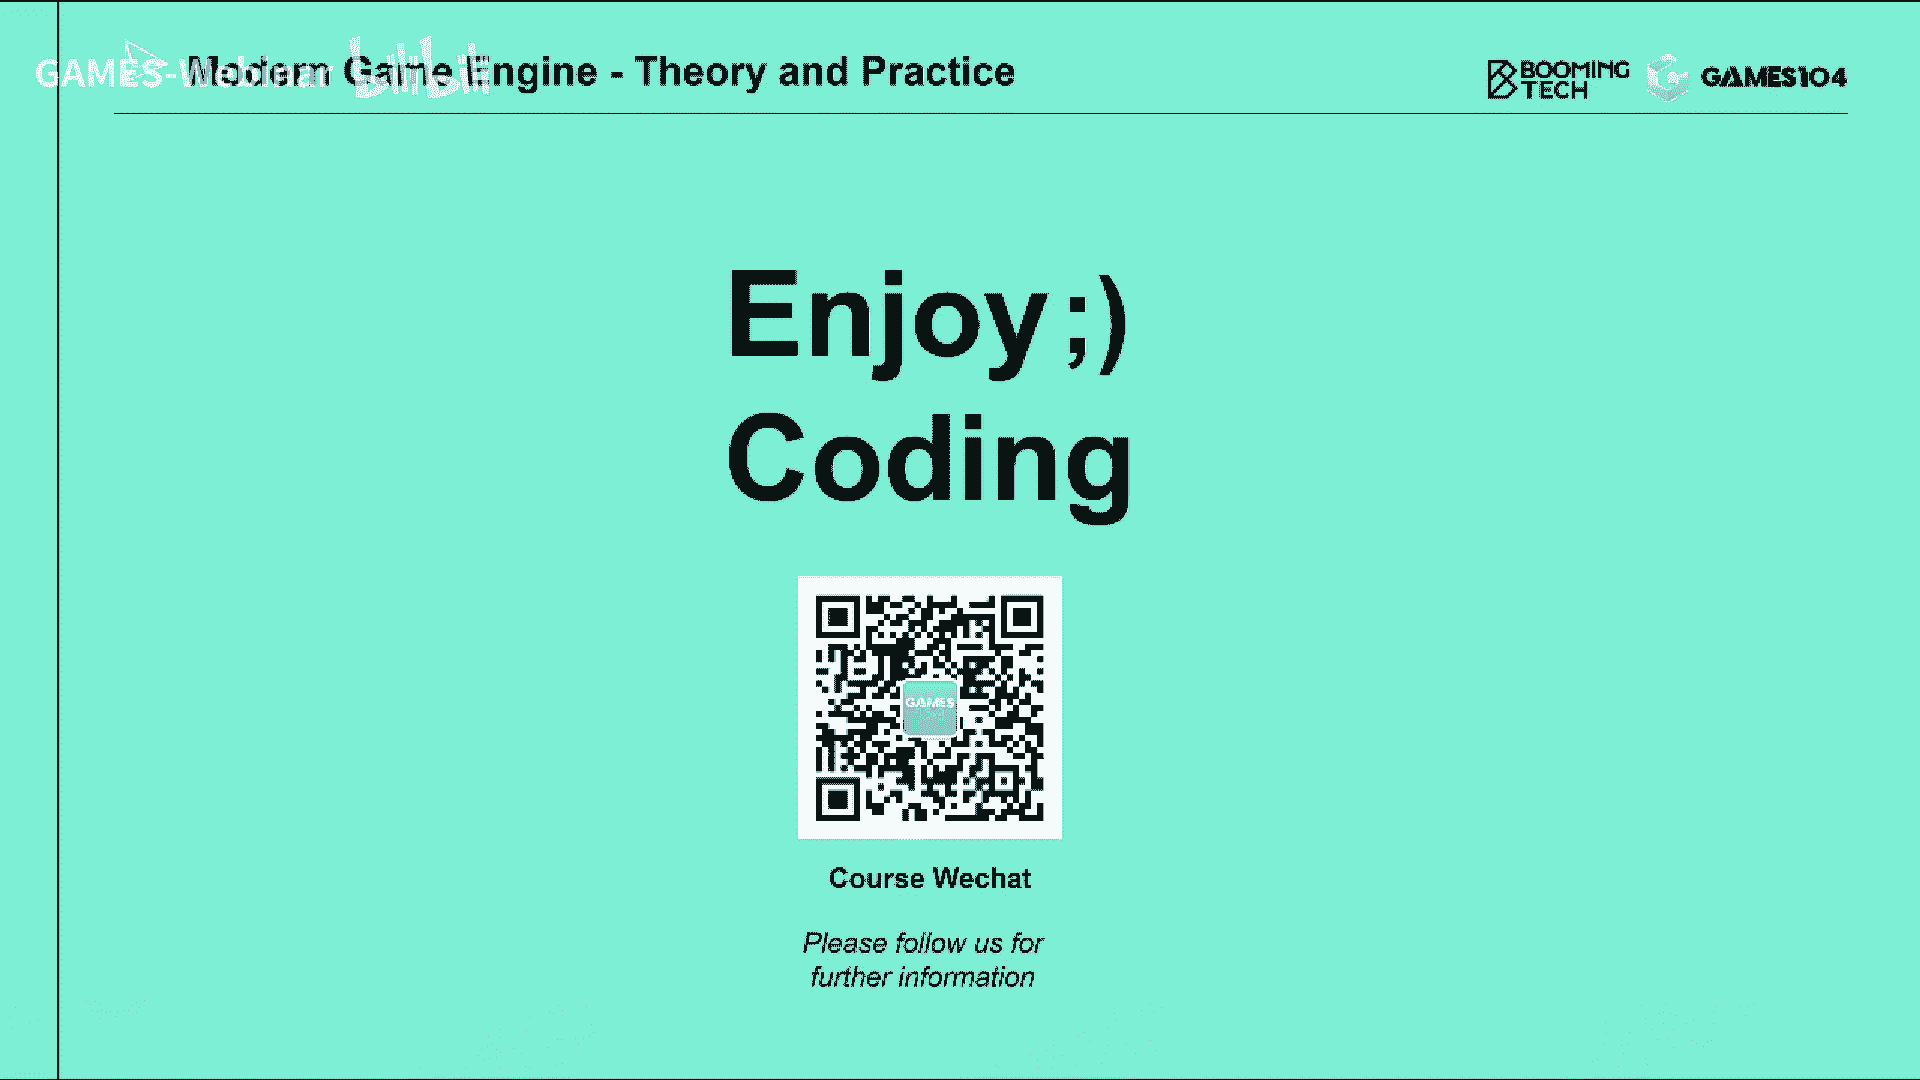 GAMES-Webinar bilibili
Modern Game Engine - Theory and Practice
BOOMING
TECH
GAMES104
Enjoy ;)
Coding
GAMES
Course Wechat
Please follow us for
further information